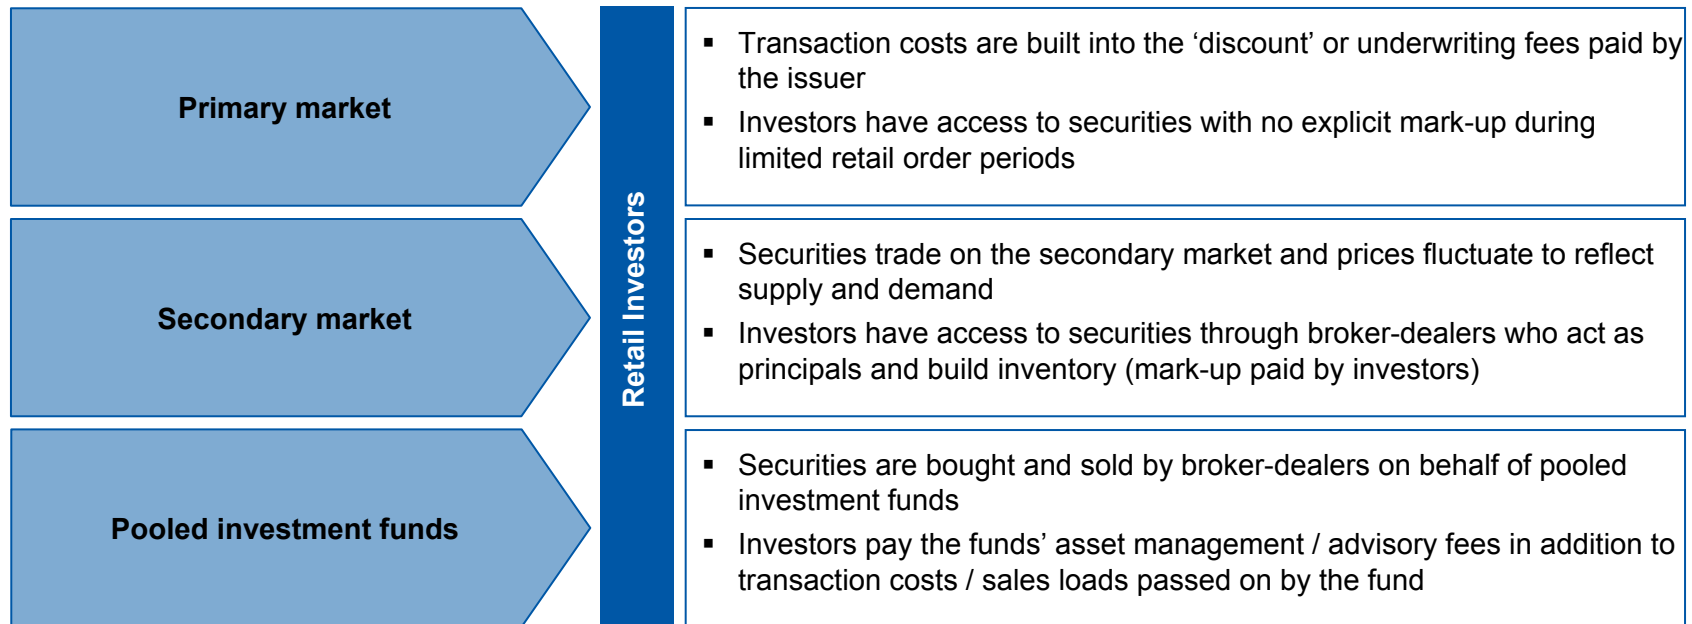 Primary market
▪ Transaction costs are built into the ‘discount’ or underwriting fees paid by
the issuer
▪ Investors have access to securities with no explicit mark-up during
limited retail order periods
Retail Investors
Secondary market
▪ Securities trade on the secondary market and prices fluctuate to reflect
supply and demand
▪ Investors have access to securities through broker-dealers who act as
principals and build inventory (mark-up paid by investors)
Pooled investment funds
▪ Securities are bought and sold by broker-dealers on behalf of pooled
investment funds
▪ Investors pay the funds’ asset management / advisory fees in addition to
transaction costs / sales loads passed on by the fund